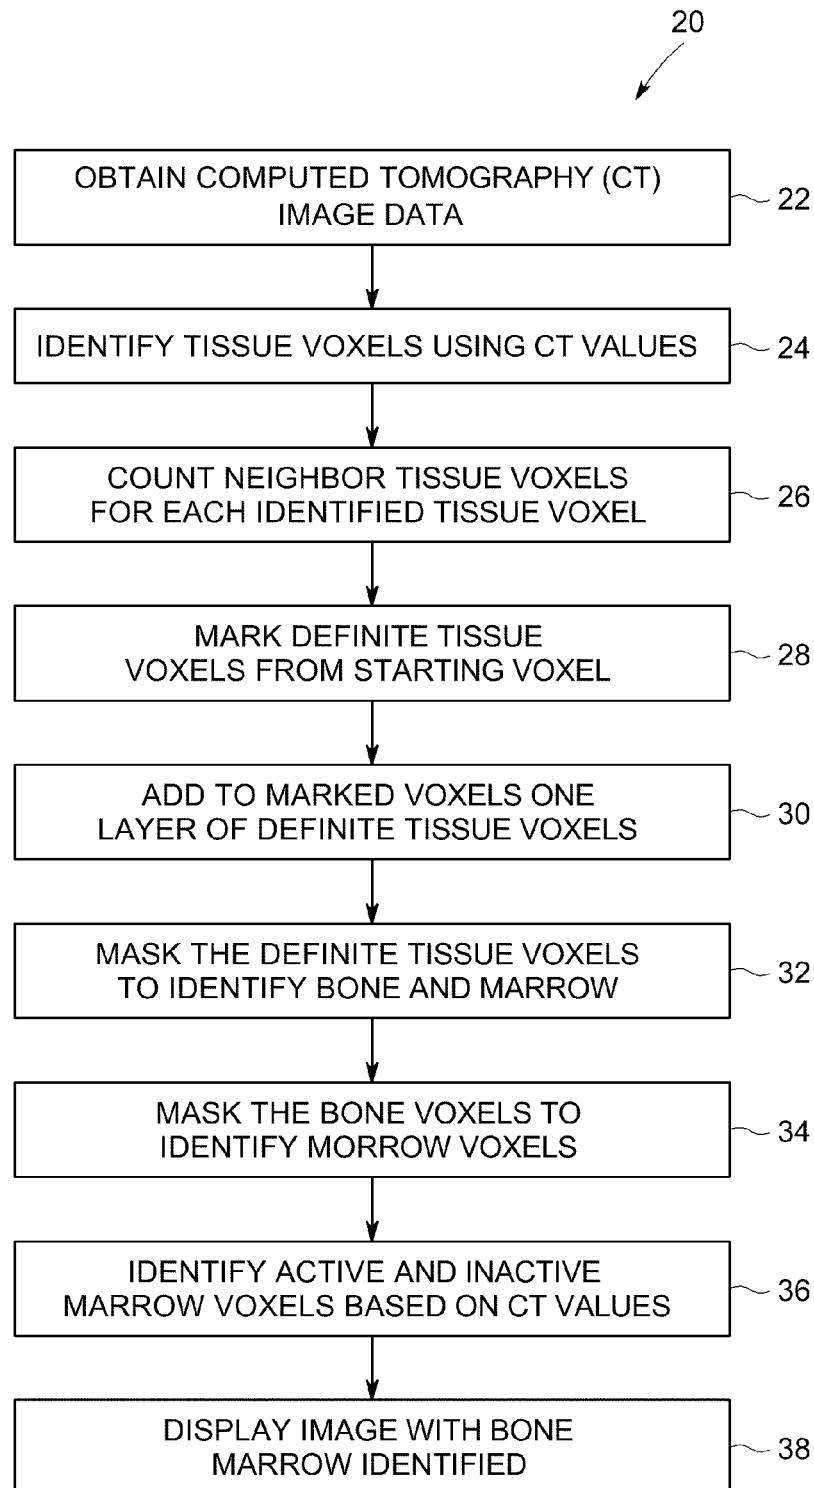 20
OBTAIN COMPUTED TOMOGRAPHY (CT)
IMAGE DATA
22
IDENTIFY TISSUE VOXELS USING CT VALUES
24
COUNT NEIGHBOR TISSUE VOXELS
FOR EACH IDENTIFIED TISSUE VOXEL
26
MARK DEFINITE TISSUE
VOXELS FROM STARTING VOXEL
28
ADD TO MARKED VOXELS ONE
LAYER OF DEFINITE TISSUE VOXELS
30
MASK THE DEFINITE TISSUE VOXELS
TO IDENTIFY BONE AND MARROW
32
MASK THE BONE VOXELS TO
IDENTIFY MORROW VOXELS
34
IDENTIFY ACTIVE AND INACTIVE
MARROW VOXELS BASED ON CT VALUES
36
DISPLAY IMAGE WITH BONE
MARROW IDENTIFIED
38